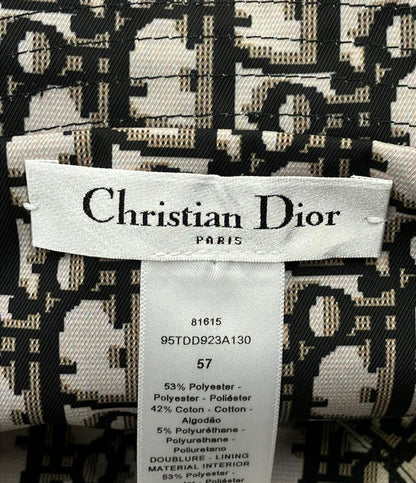 Christian Dior
PARIS
81615
95TDD923A130
57
53% Polyester -
Polyester - Poliéster
42% Coton - Cotton -
Algodão
5% Polyuréthane -
Polyurethane -
Poliuretano
DOUBLURE - LINING
MATERIAL INTERIOR
53% Polyester -